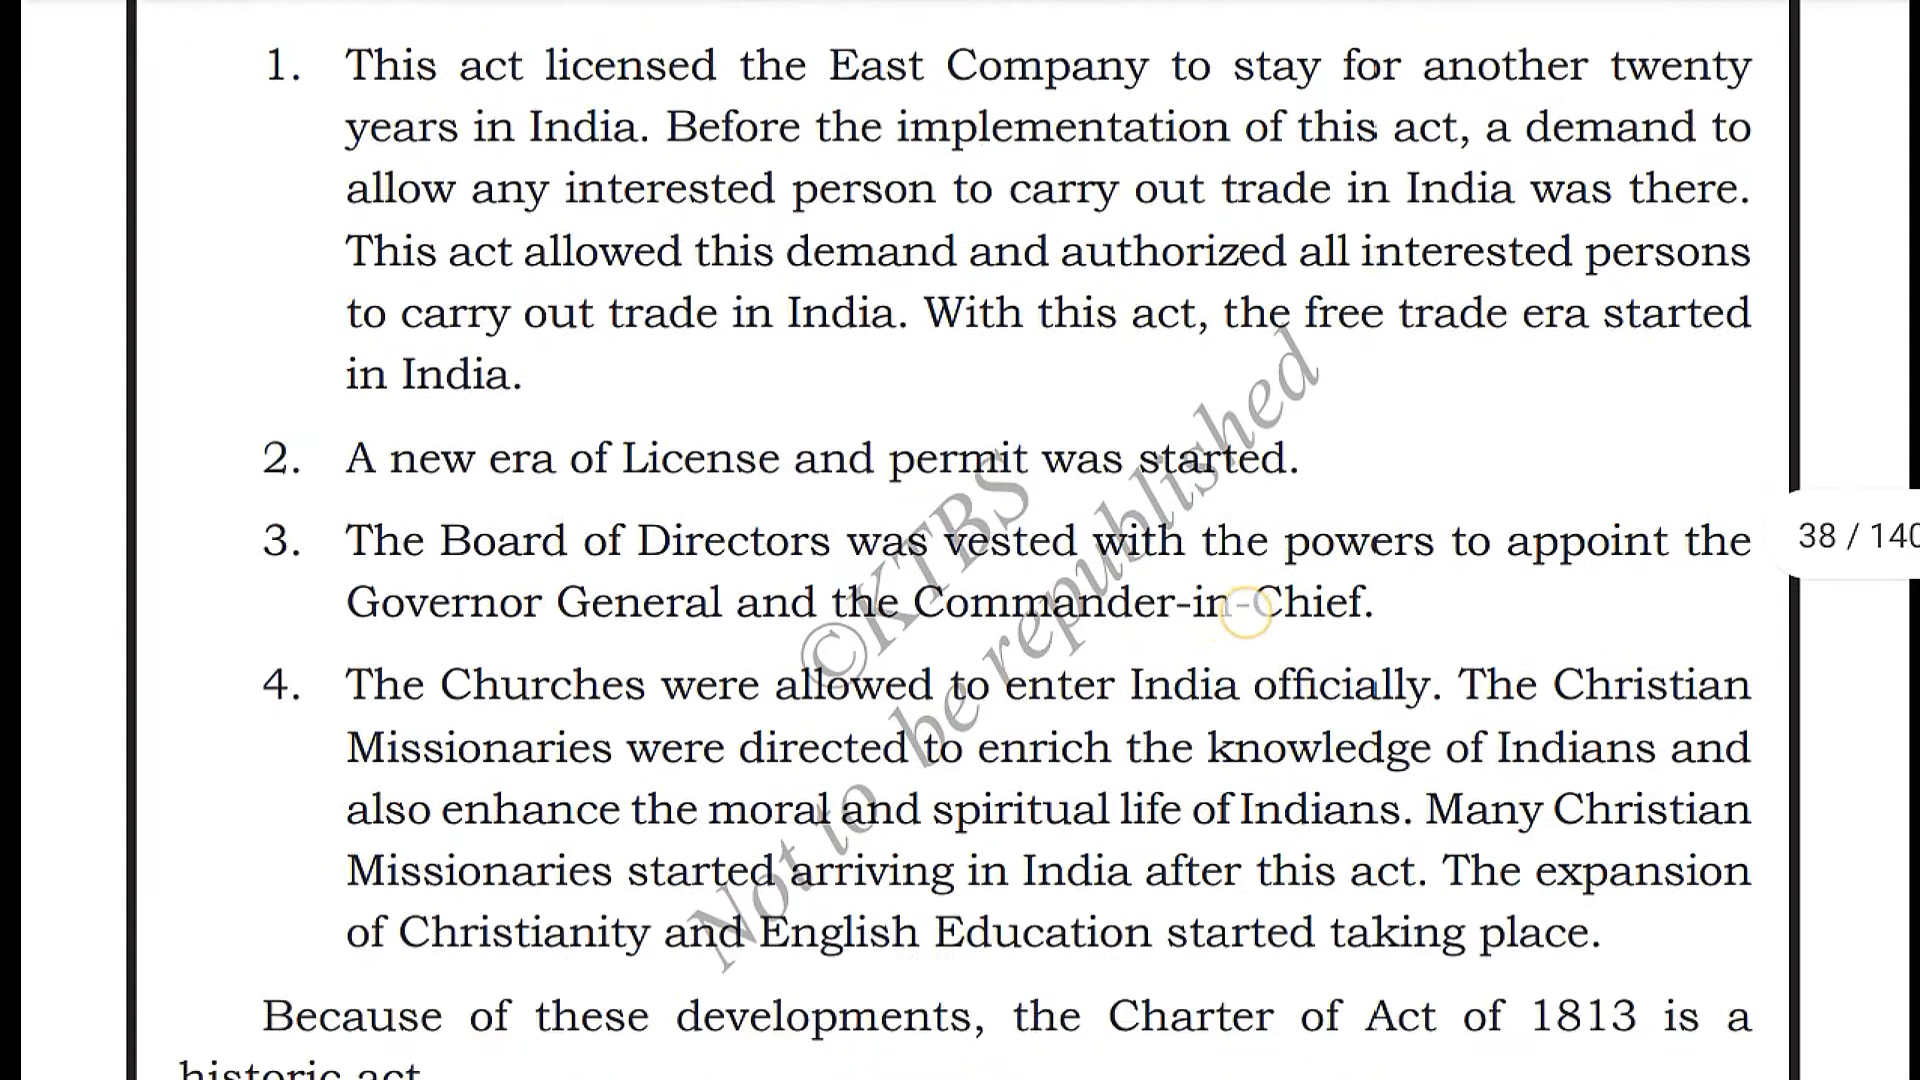 1. This act licensed the East Company to stay for another twenty
years in India. Before the implementation of this act, a demand to
allow any interested person to carry out trade in India was there.
This act allowed this demand and authorized all interested persons
to carry out trade in India. With this act, the free trade era started
in India.
2. A new era of License and permit was started.
3. The Board of Directors was vested with the powers to appoint the
Governor General and the Commander-in-Chief.
38 / 140
4. The Churches were allowed to enter India officially. The Christian
Missionaries were directed to enrich the knowledge of Indians and
also enhance the moral and spiritual life of Indians. Many Christian
Missionaries started arriving in India after this act. The expansion
of Christianity and English Education started taking place.
Because of these developments, the Charter of Act of 1813 is a
historic act
©KTBS
Not to be republished